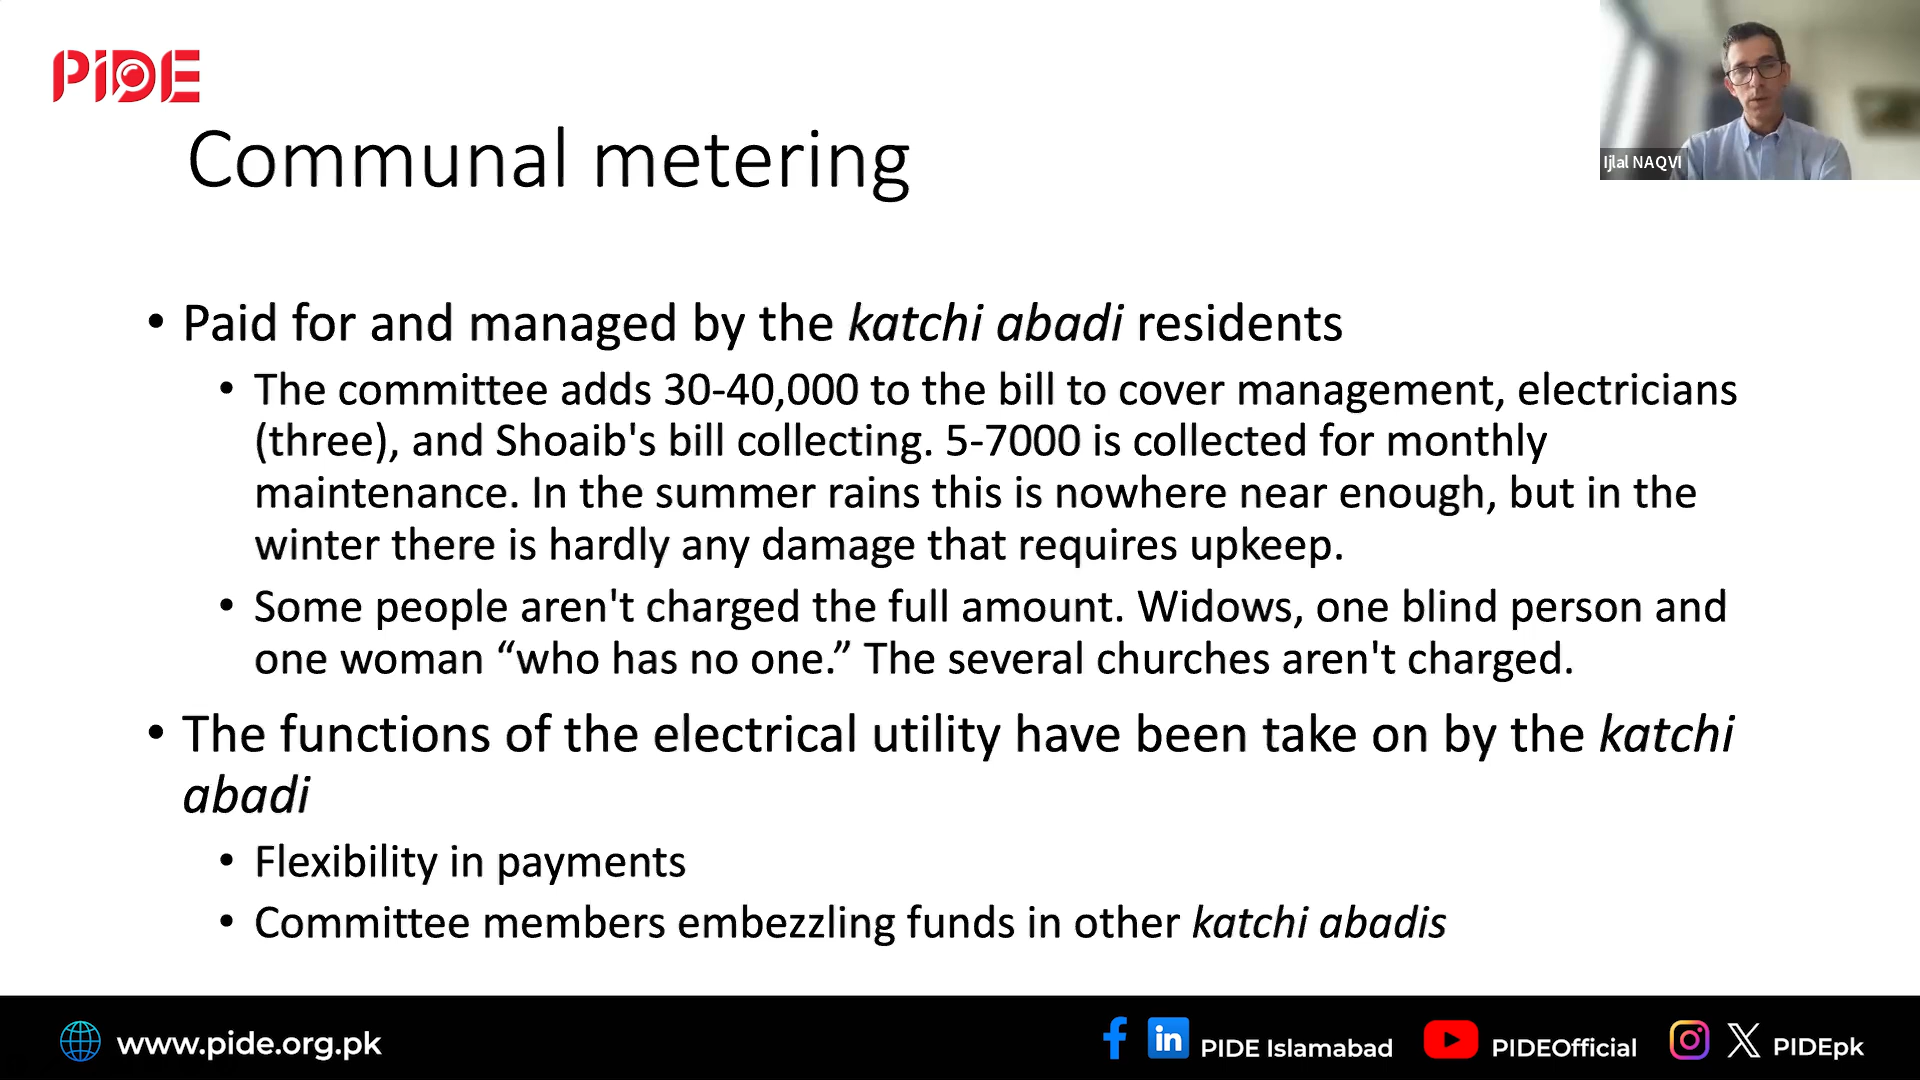 PIDE
Ijlal NAQVI
Communal metering
• Paid for and managed by the katchi abadi residents
• The committee adds 30-40,000 to the bill to cover management, electricians
(three), and Shoaib's bill collecting. 5-7000 is collected for monthly
maintenance. In the summer rains this is nowhere near enough, but in the
winter there is hardly any damage that requires upkeep.
• Some people aren't charged the full amount. Widows, one blind person and
one woman “who has no one.” The several churches aren't charged.
• The functions of the electrical utility have been take on by the katchi
abadi
• Flexibility in payments
• Committee members embezzling funds in other katchi abadis
www.pide.org.pk
PIDE Islamabad
PIDEOfficial
PIDEpk